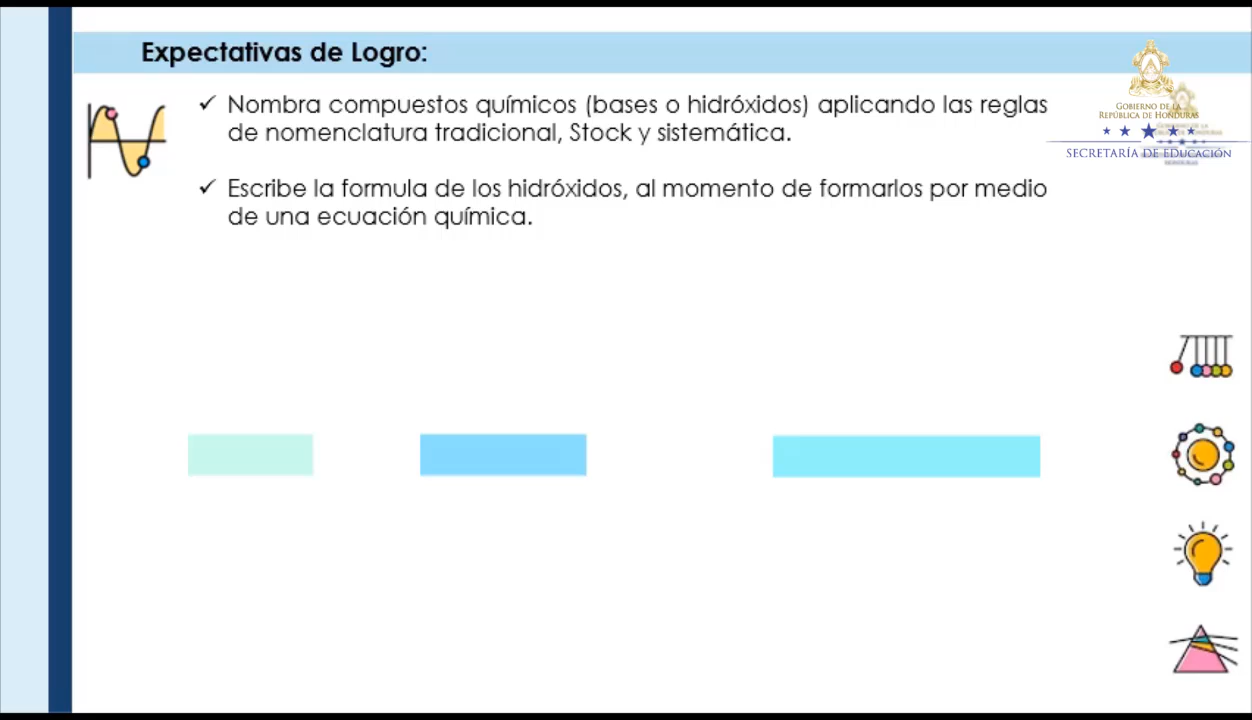 Expectativas de Logro:
✓ Nombra compuestos químicos (bases o hidróxidos) aplicando las reglas
de nomenclatura tradicional, Stock y sistemática.
✓ Escribe la formula de los hidróxidos, al momento de formarlos por medio
de una ecuación química.
GOBIERNO DE LA
REPÚBLICA DE HONDURAS
SECRETARÍA DE EDUCACIÓN